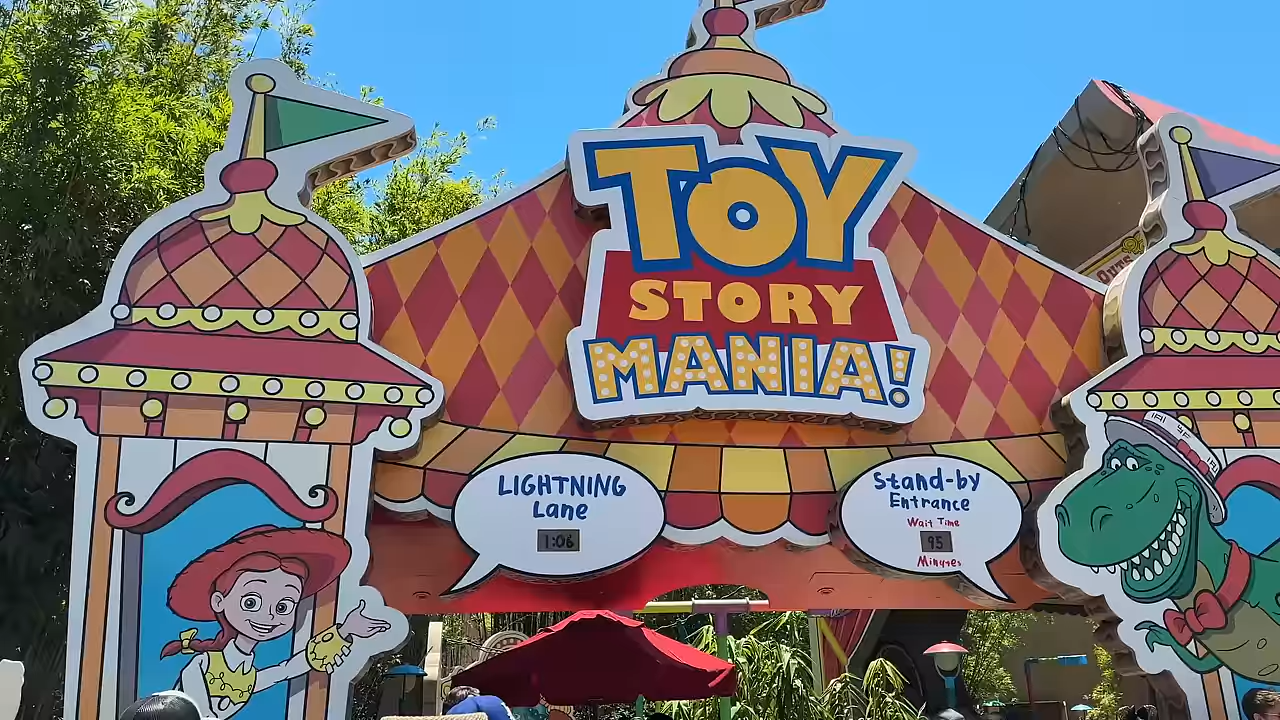 TOY
STORY
MANIA!
LIGHTNING
Lane
1:06
Stand-by
Entrance
Wait Time
95
Minutes